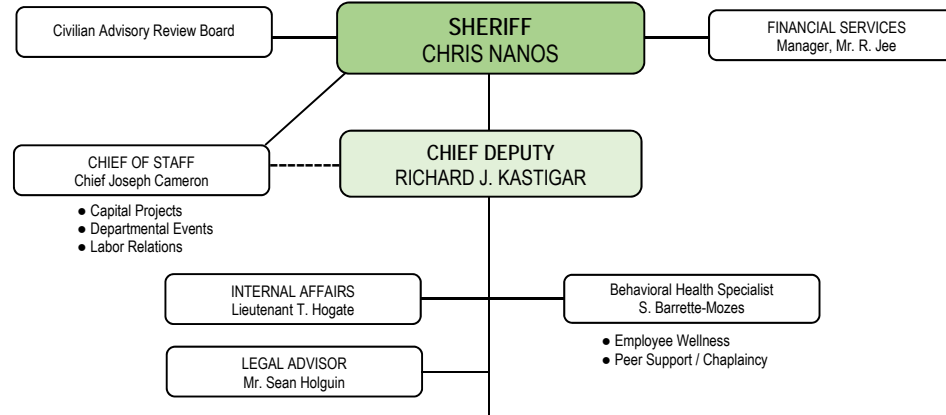 Civilian Advisory Review Board
SHERIFF
CHRIS NANOS
FINANCIAL SERVICES
Manager, Mr. R. Jee
CHIEF OF STAFF
Chief Joseph Cameron
● Capital Projects
● Departmental Events
● Labor Relations
CHIEF DEPUTY
RICHARD J. KASTIGAR
INTERNAL AFFAIRS
Lieutenant T. Hogate
Behavioral Health Specialist
S. Barrette-Mozes
● Employee Wellness
● Peer Support / Chaplaincy
LEGAL ADVISOR
Mr. Sean Holguin